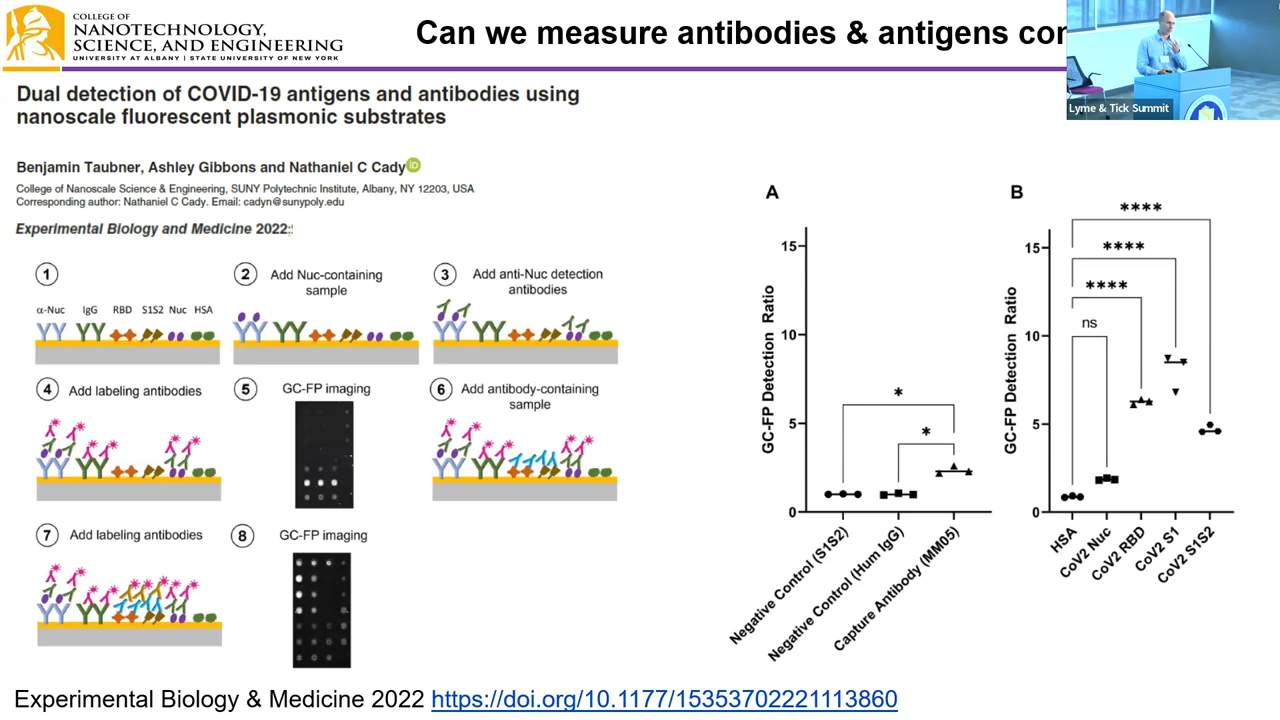 COLLEGE OF
NANOTECHNOLOGY,
SCIENCE, AND ENGINEERING
UNIVERSITY AT ALBANY | STATE UNIVERSITY OF NEW YORK
Can we measure antibodies & antigens con
Lyme & Tick Summit
Dual detection of COVID-19 antigens and antibodies using
nanoscale fluorescent plasmonic substrates
Benjamin Taubner, Ashley Gibbons and Nathaniel C Cady iD
College of Nanoscale Science & Engineering, SUNY Polytechnic Institute, Albany, NY 12203, USA
Corresponding author: Nathaniel C Cady. Email: cadyn@sunypoly.edu
Experimental Biology and Medicine 2022;
1
α-Nuc IgG RBD S1S2 Nuc HSA
2 Add Nuc-containing
sample
3 Add anti-Nuc detection
antibodies
4 Add labeling antibodies
5 GC-FP imaging
6 Add antibody-containing
sample
7 Add labeling antibodies
8 GC-FP imaging
A
GC-FP Detection Ratio
15
10
5
0
*
*
Negative Control (S1S2)
Negative Control (Hum IgG)
Capture Antibody (MM05)
B
GC-FP Detection Ratio
15
10
5
0
****
****
****
ns
HSA
CoV2 Nuc
CoV2 RBD
CoV2 S1
CoV2 S1S2
Experimental Biology & Medicine 2022 https://doi.org/10.1177/15353702221113860